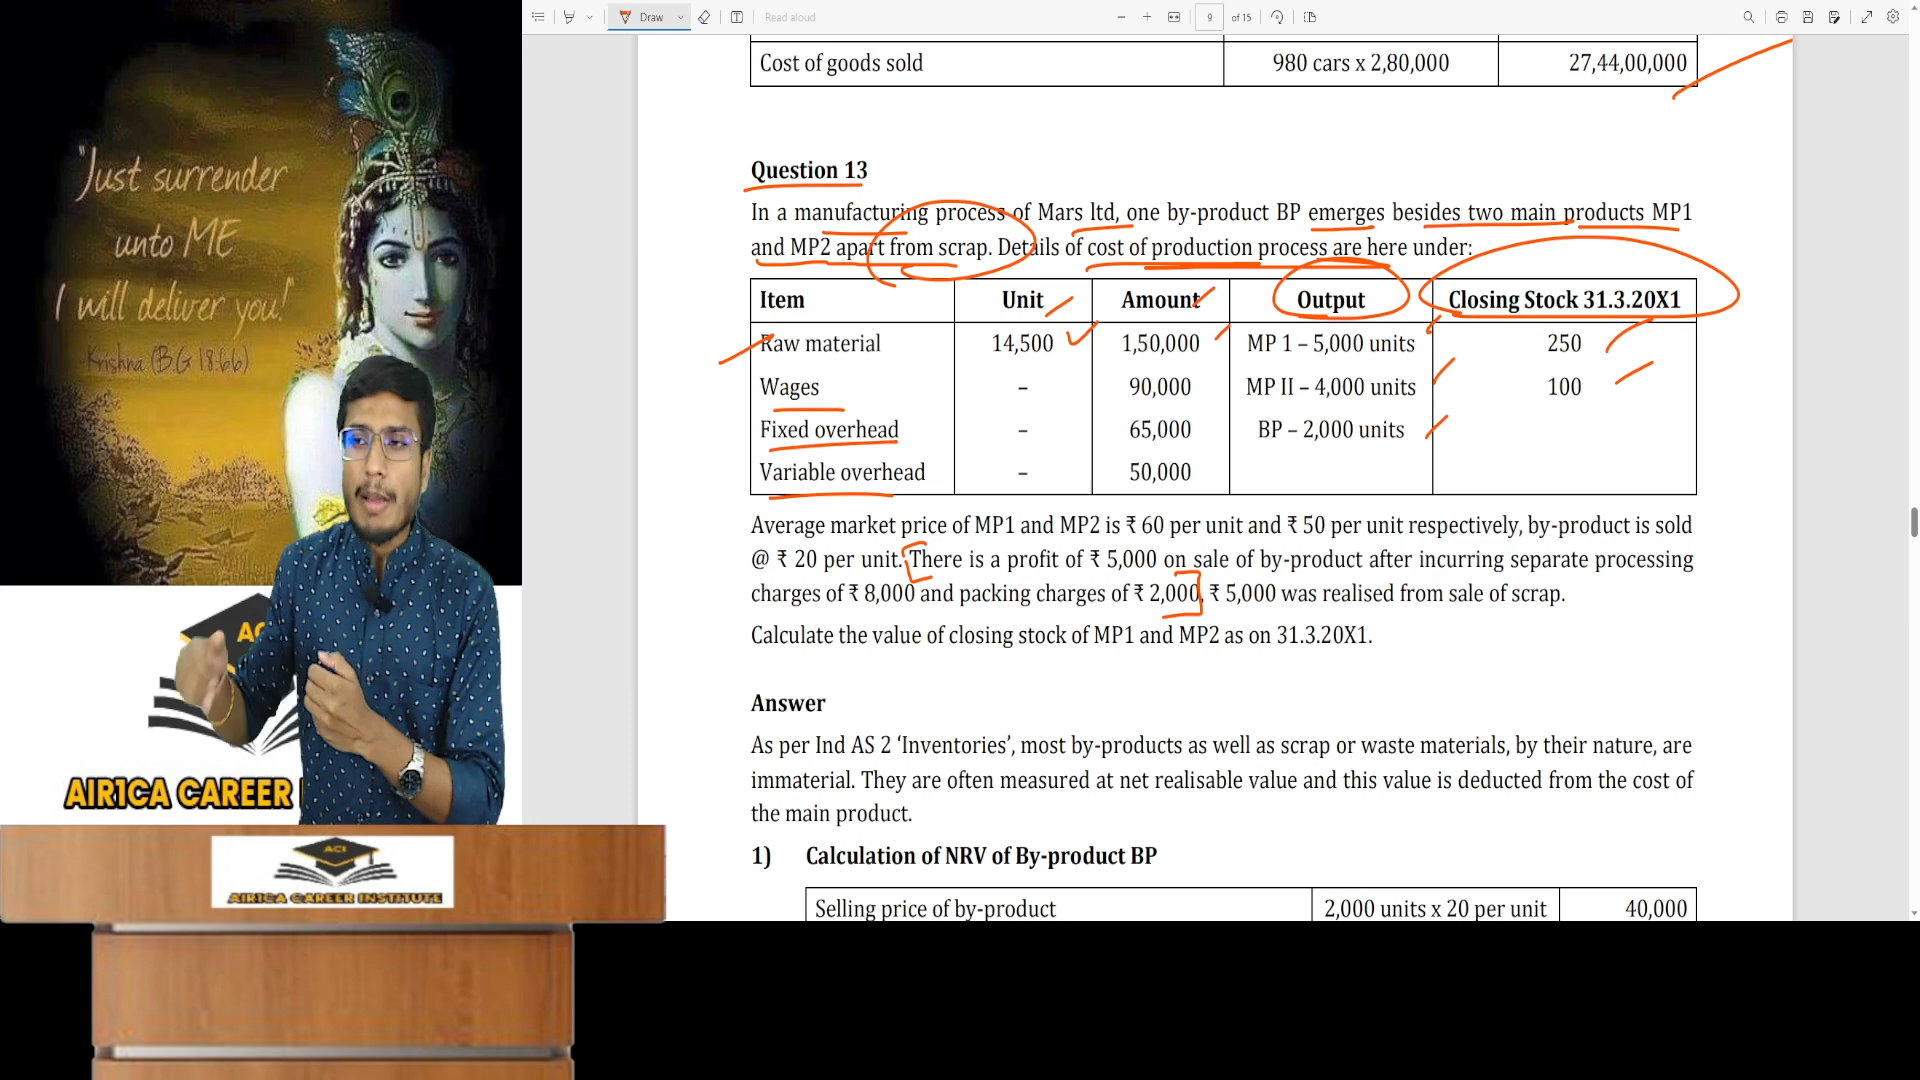 Draw
Read aloud
9
of 15
Cost of goods sold 980 cars x 2,80,000 27,44,00,000
"Just surrender
unto ME
I will deliver you!"
-Krishna (B.G 18.66)
Question 13
In a manufacturing process of Mars ltd, one by-product BP emerges besides two main products MP1
and MP2 apart from scrap. Details of cost of production process are here under:
Item Unit Amount Output Closing Stock 31.3.20X1
Raw material 14,500 1,50,000 MP 1 – 5,000 units 250
Wages – 90,000 MP II – 4,000 units 100
Fixed overhead – 65,000 BP – 2,000 units
Variable overhead – 50,000
Average market price of MP1 and MP2 is ₹ 60 per unit and ₹ 50 per unit respectively, by-product is sold
@ ₹ 20 per unit. There is a profit of ₹ 5,000 on sale of by-product after incurring separate processing
charges of ₹ 8,000 and packing charges of ₹ 2,000, ₹ 5,000 was realised from sale of scrap.
Calculate the value of closing stock of MP1 and MP2 as on 31.3.20X1.
Answer
As per Ind AS 2 ‘Inventories’, most by-products as well as scrap or waste materials, by their nature, are
immaterial. They are often measured at net realisable value and this value is deducted from the cost of
the main product.
1) Calculation of NRV of By-product BP
Selling price of by-product 2,000 units x 20 per unit 40,000
AIR1CA CAREER
ACI
AIR1CA CAREER INSTITUTE